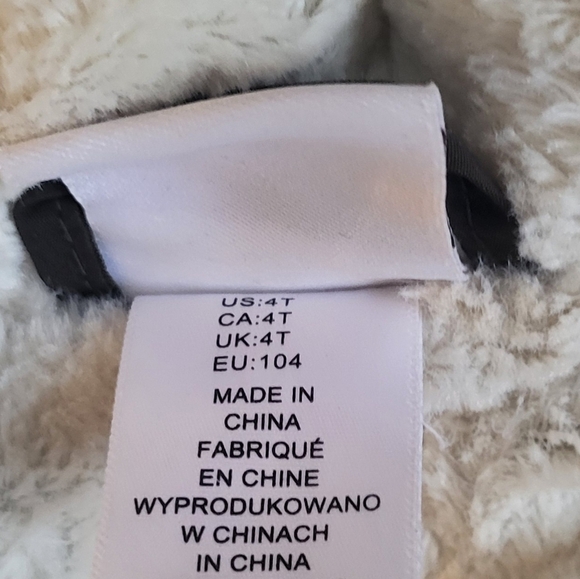 US:4T
CA:4T
UK:4T
EU:104
MADE IN
CHINA
FABRIQUÉ
EN CHINE
WYPRODUKOWANO
W CHINACH
IN CHINA